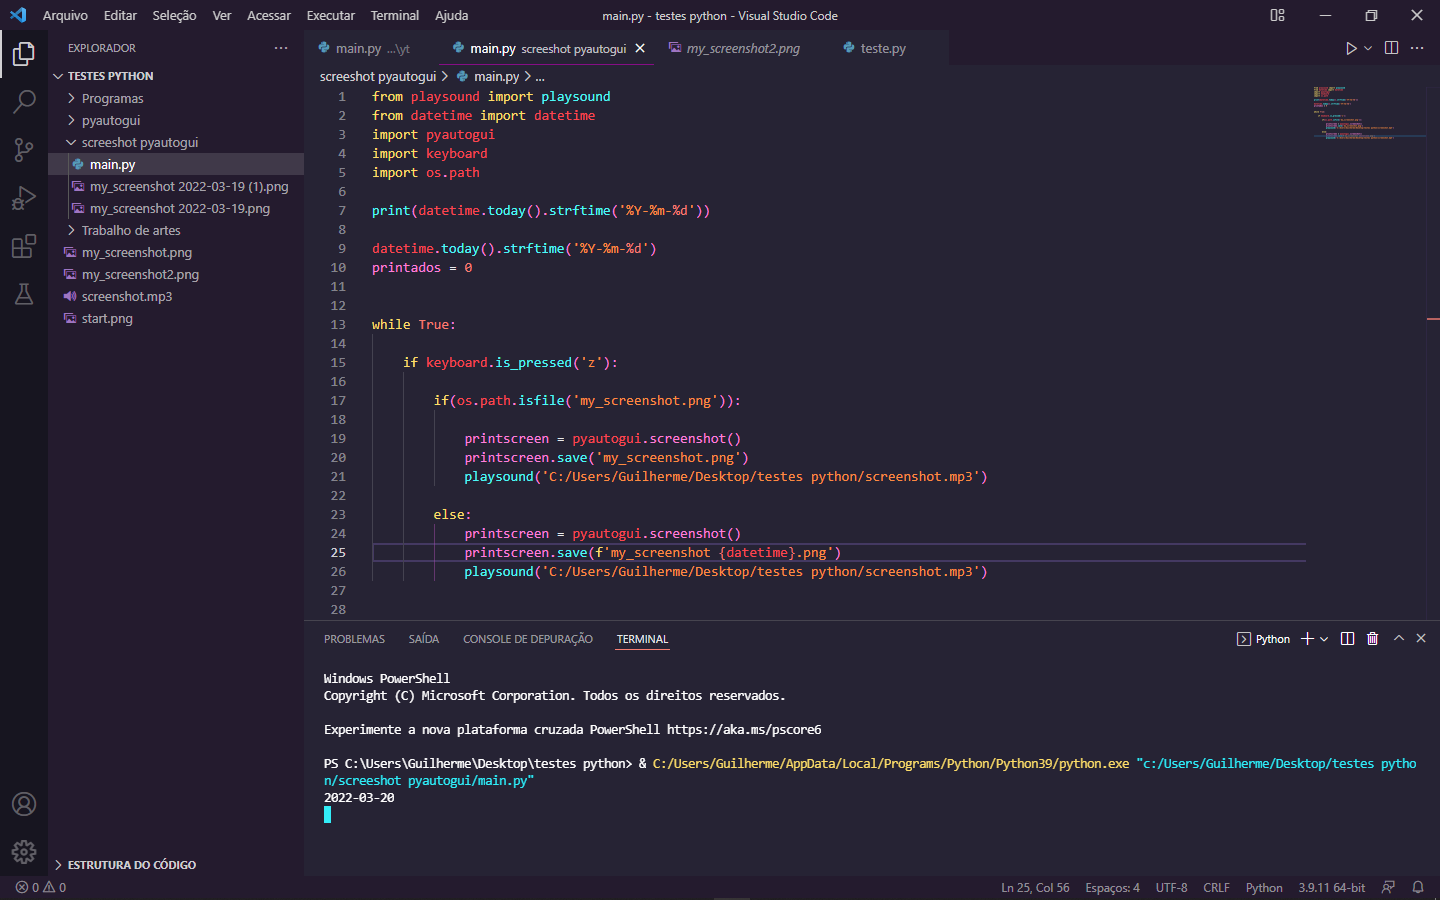 Arquivo Editar Seleção Ver Acessar Executar Terminal Ajuda
main.py - testes python - Visual Studio Code
EXPLORADOR
TESTES PYTHON
Programas
pyautogui
screeshot pyautogui
main.py
my_screenshot 2022-03-19 (1).png
my_screenshot 2022-03-19.png
Trabalho de artes
my_screenshot.png
my_screenshot2.png
screenshot.mp3
start.png
ESTRUTURA DO CÓDIGO
main.py ...\yt
main.py screeshot pyautogui
my_screenshot2.png
teste.py
screeshot pyautogui > main.py > ...
1 from playsound import playsound
2 from datetime import datetime
3 import pyautogui
4 import keyboard
5 import os.path
6
7 print(datetime.today().strftime('%Y-%m-%d'))
8
9 datetime.today().strftime('%Y-%m-%d')
10 printados = 0
11
12
13 while True:
14
15 if keyboard.is_pressed('z'):
16
17 if(os.path.isfile('my_screenshot.png')):
18
19 printscreen = pyautogui.screenshot()
20 printscreen.save('my_screenshot.png')
21 playsound('C:/Users/Guilherme/Desktop/testes python/screenshot.mp3')
22
23 else:
24 printscreen = pyautogui.screenshot()
25 printscreen.save(f'my_screenshot {datetime}.png')
26 playsound('C:/Users/Guilherme/Desktop/testes python/screenshot.mp3')
27
28
PROBLEMAS SAÍDA CONSOLE DE DEPURAÇÃO TERMINAL
Python
Windows PowerShell
Copyright (C) Microsoft Corporation. Todos os direitos reservados.
Experimente a nova plataforma cruzada PowerShell https://aka.ms/pscore6
PS C:\Users\Guilherme\Desktop\testes python> & C:/Users/Guilherme/AppData/Local/Programs/Python/Python39/python.exe "c:/Users/Guilherme/Desktop/testes pytho
n/screeshot pyautogui/main.py"
2022-03-20
0 0
Ln 25, Col 56 Espaços: 4 UTF-8 CRLF Python 3.9.11 64-bit